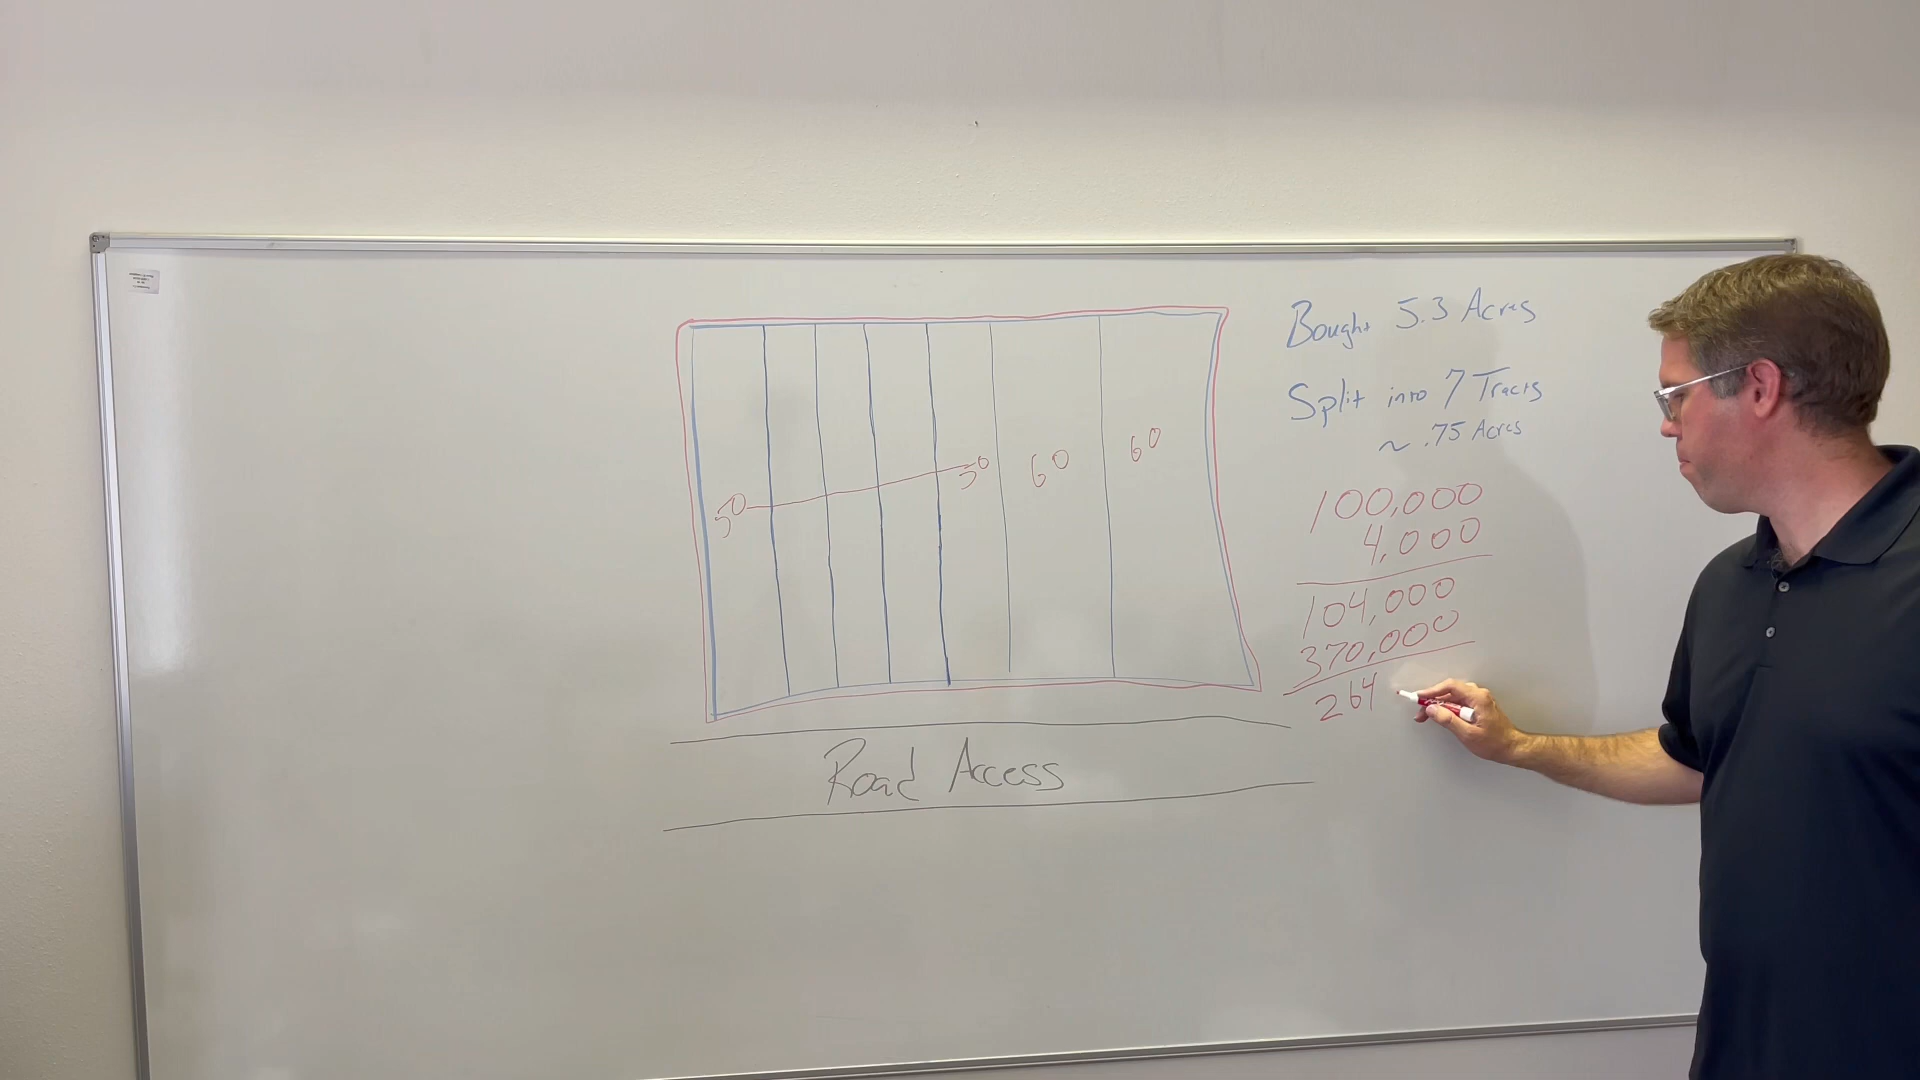 Bought 5.3 Acres
Split into 7 Tracts
~ .75 Acres
50 50 60 60
100,000
4,000
104,000
370,000
264
Road Access